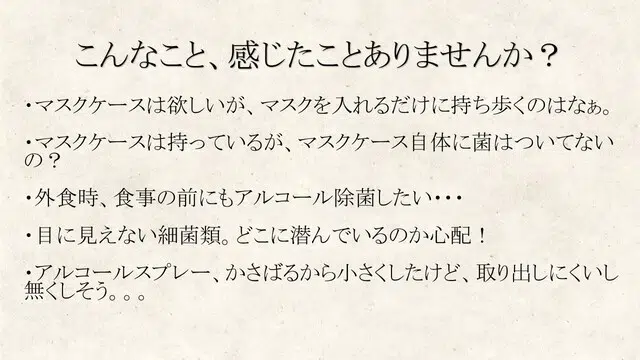 こんなこと、感じたことありませんか？
・マスクケースは欲しいが、マスクを入れるだけに持ち歩くのはなぁ。
・マスクケースは持っているが、マスクケース自体に菌はついてない
の？
・外食時、食事の前にもアルコール除菌したい・・・
・目に見えない細菌類。どこに潜んでいるのか心配！
・アルコールスプレー、かさばるから小さくしたけど、取り出しにくいし
無くしそう。。。